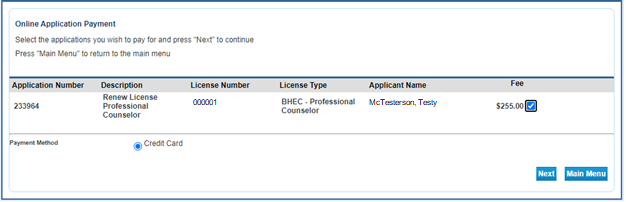 Online Application Payment
Select the applications you wish to pay for and press "Next" to continue
Press "Main Menu" to return to the main menu
Application Number Description License Number License Type Applicant Name Fee
233964 Renew License Professional Counselor 000001 BHEC - Professional Counselor McTesterson, Testy $255.00
Payment Method Credit Card
Next Main Menu